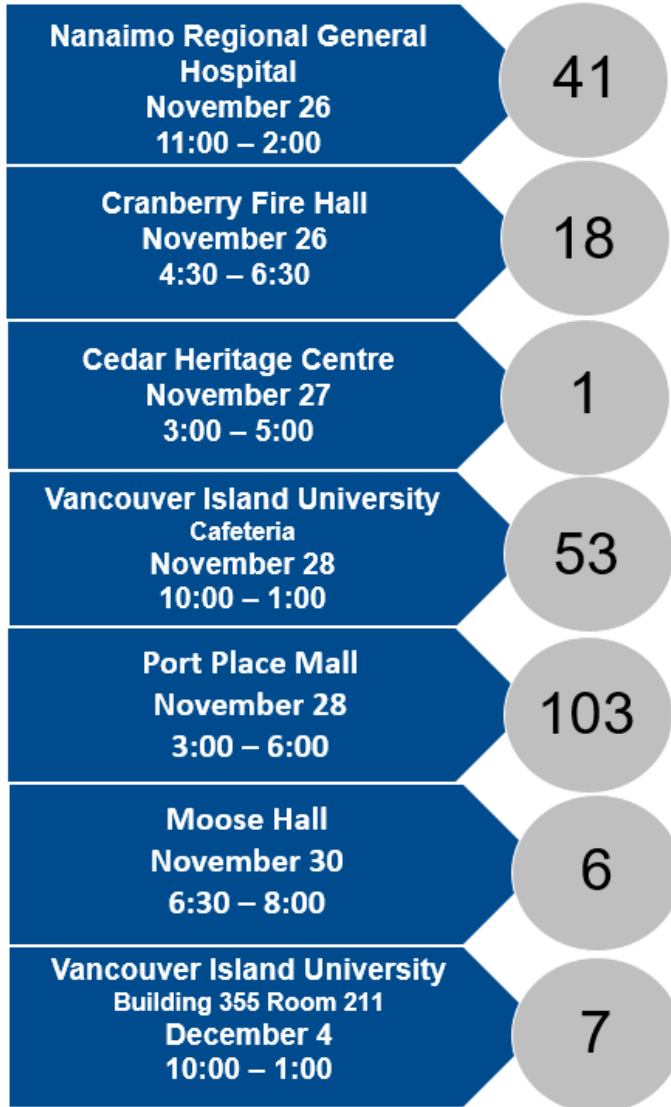 Nanaimo Regional General
Hospital
November 26
11:00 – 2:00
41
Cranberry Fire Hall
November 26
4:30 – 6:30
18
Cedar Heritage Centre
November 27
3:00 – 5:00
1
Vancouver Island University
Cafeteria
November 28
10:00 – 1:00
53
Port Place Mall
November 28
3:00 – 6:00
103
Moose Hall
November 30
6:30 – 8:00
6
Vancouver Island University
Building 355 Room 211
December 4
10:00 – 1:00
7